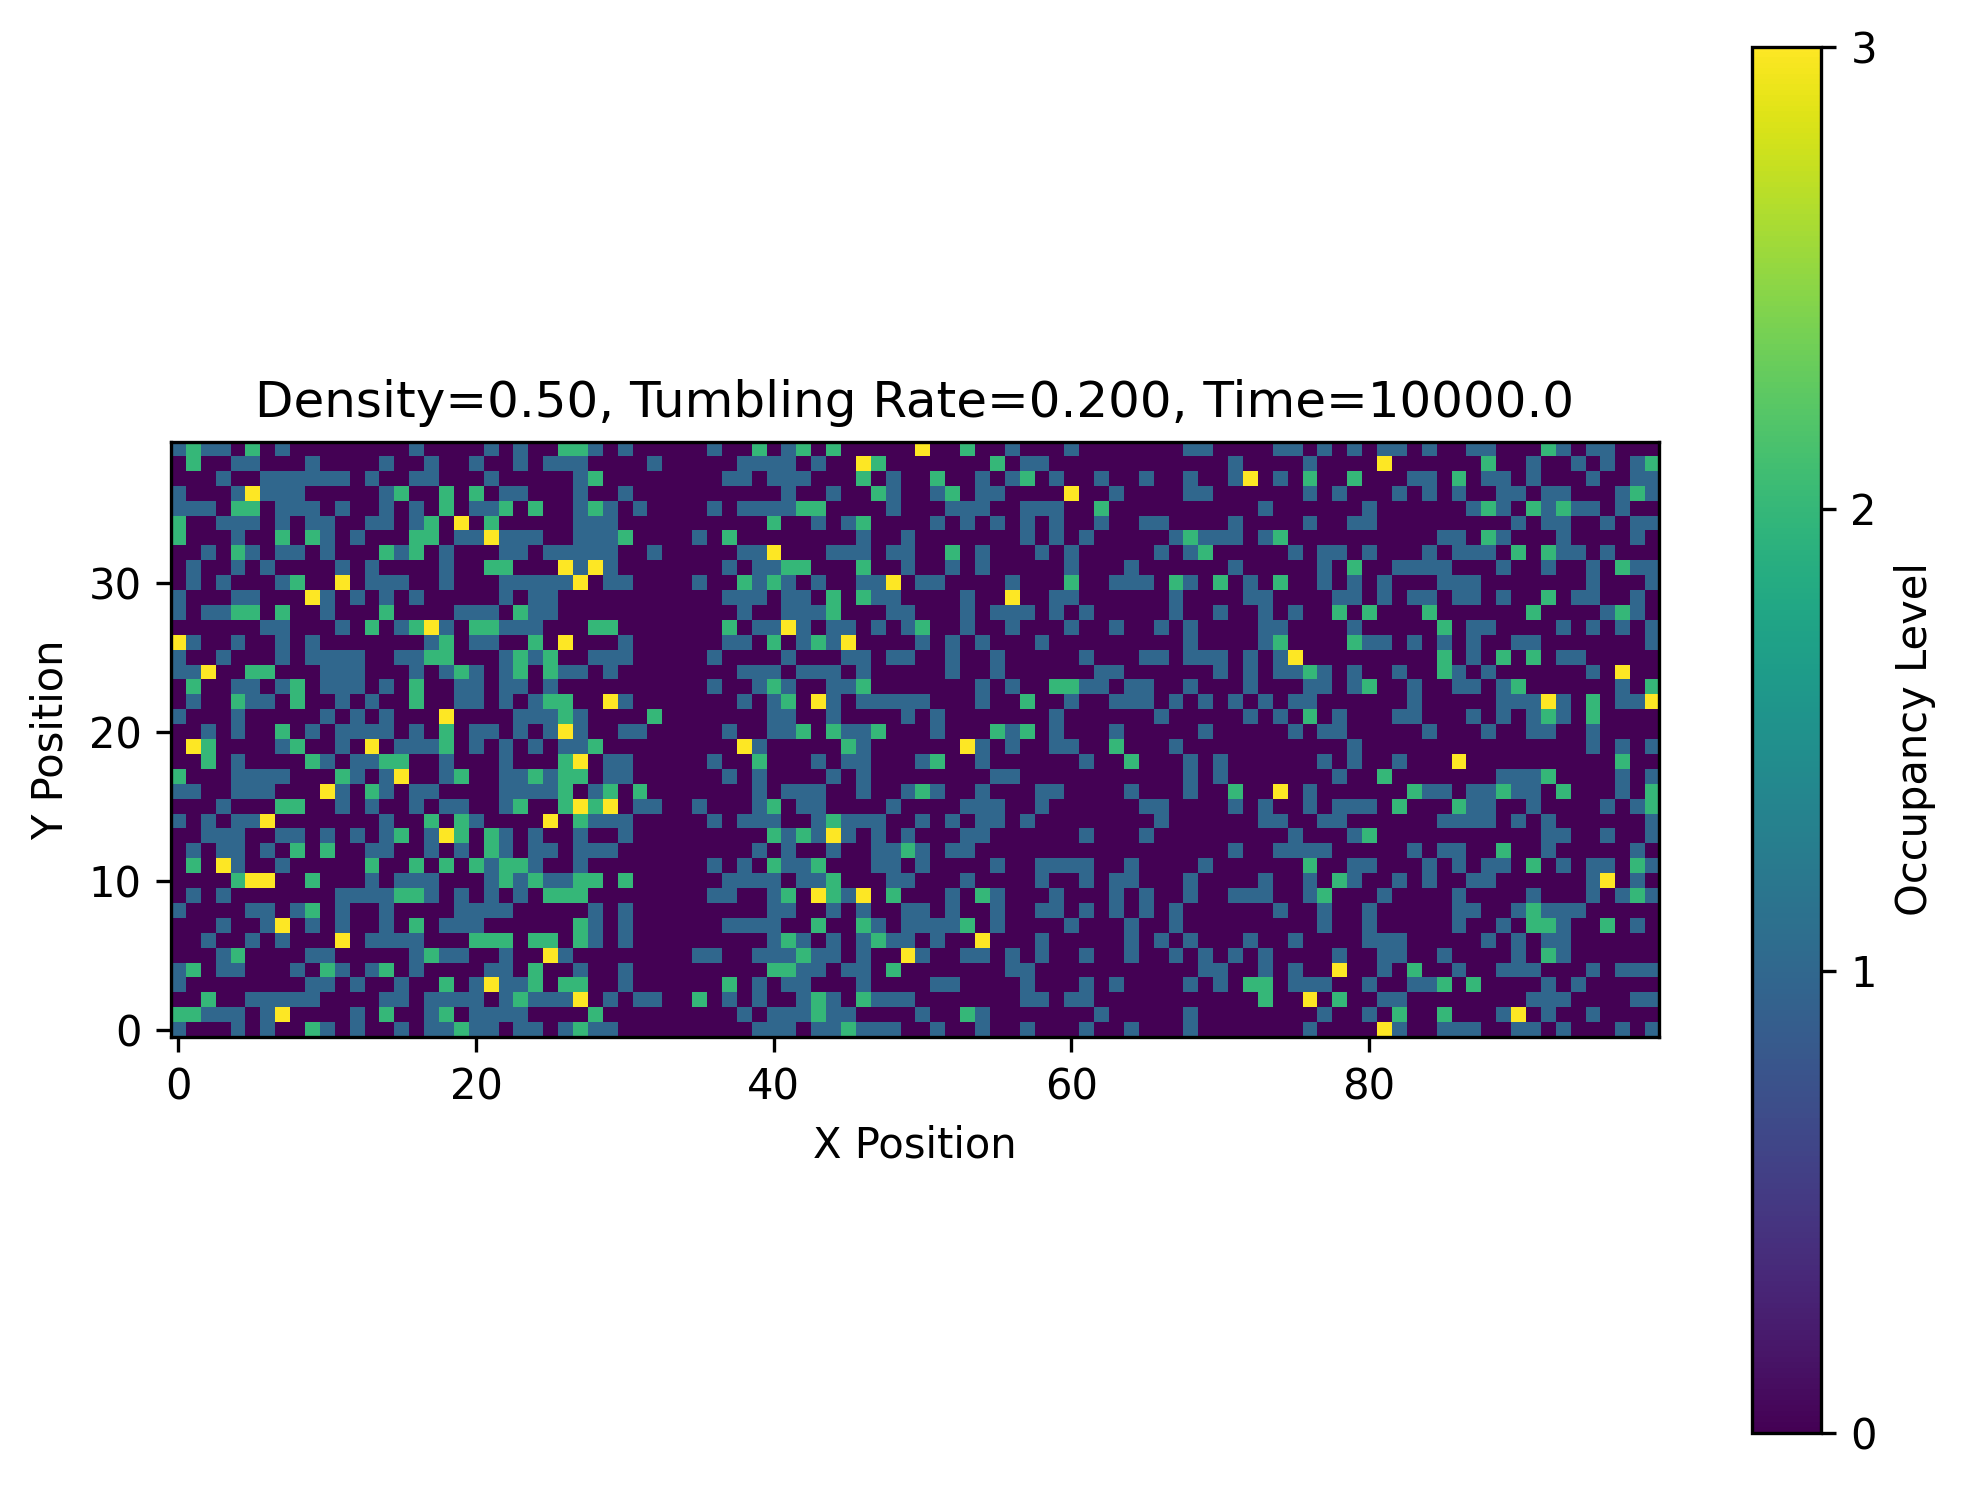 Density=0.50, Tumbling Rate=0.200, Time=10000.0
3
2
1
0
Occupancy Level
30
20
10
0
Y Position
0 20 40 60 80
X Position